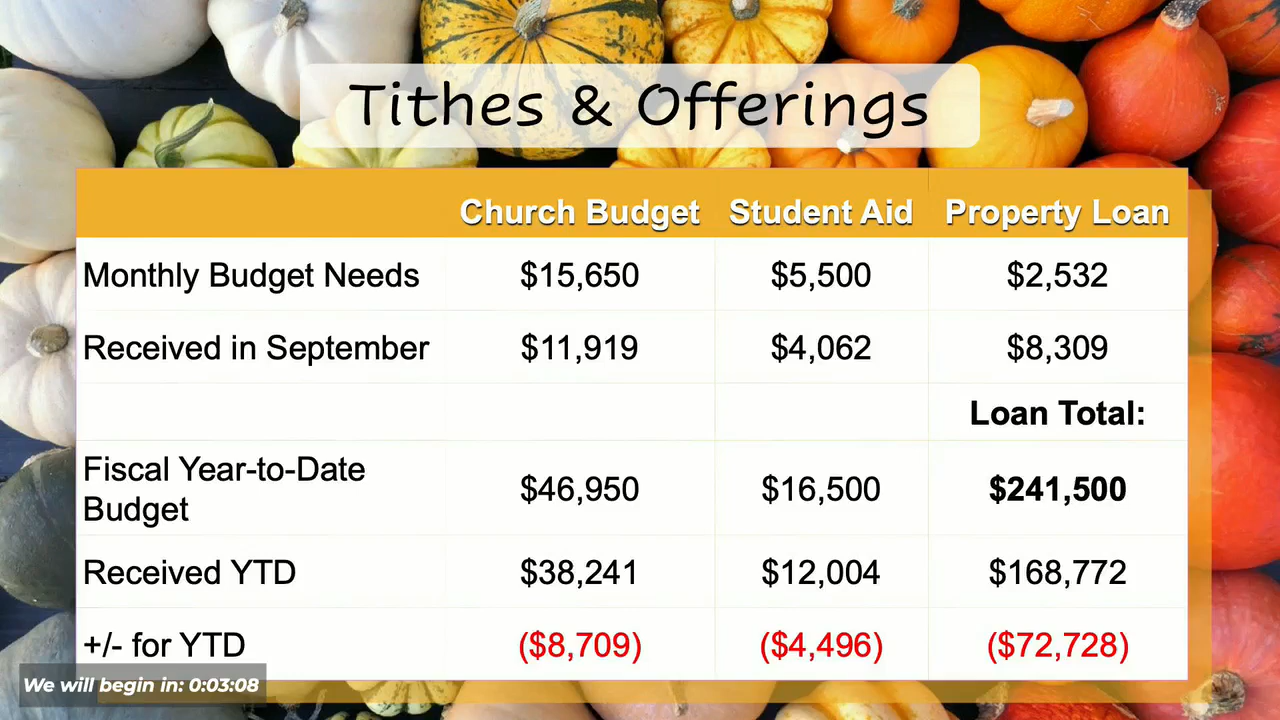 Tithes & Offerings
Church Budget Student Aid Property Loan
Monthly Budget Needs $15,650 $5,500 $2,532
Received in September $11,919 $4,062 $8,309
Loan Total:
Fiscal Year-to-Date
Budget $46,950 $16,500 $241,500
Received YTD $38,241 $12,004 $168,772
+/- for YTD ($8,709) ($4,496) ($72,728)
We will begin in: 0:03:08